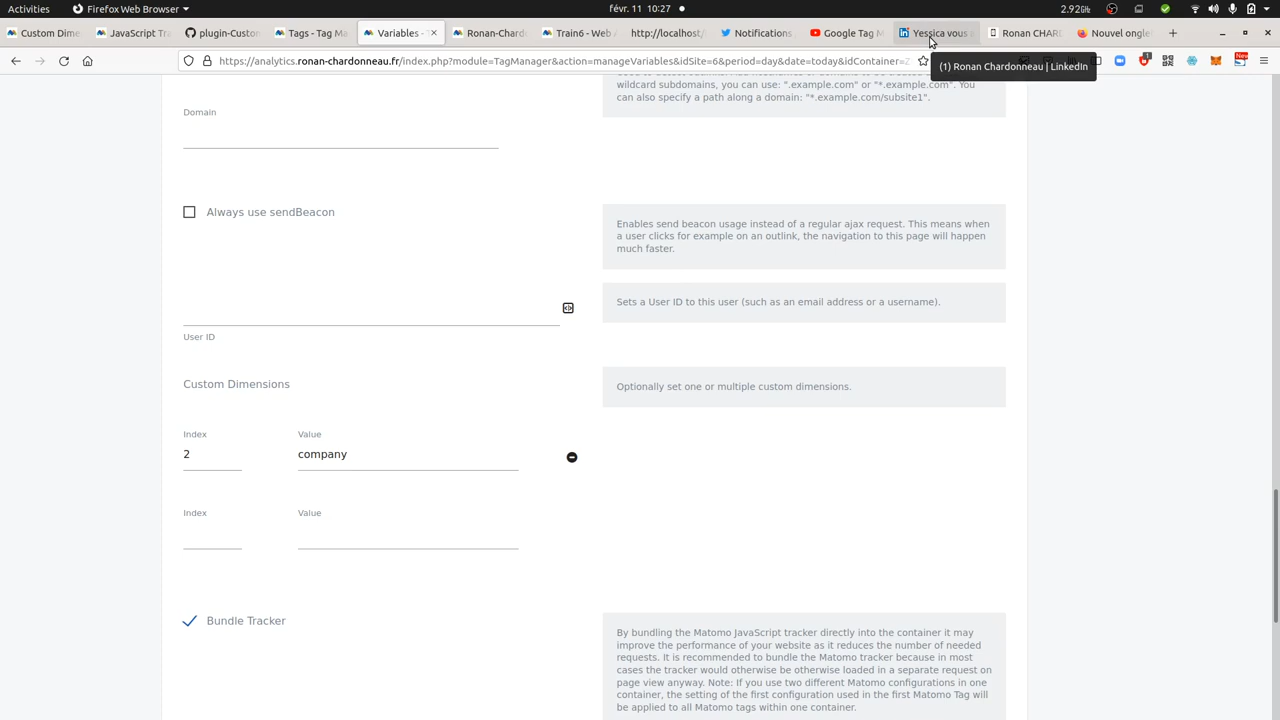 Activities
Firefox Web Browser
févr. 11 10:27
2.92 GHz
Custom Dime
JavaScript Tra
plugin-Custom
Tags - Tag Ma
Variables -
Ronan-Chardo
Train6 - Web A
http://localhost/
Notifications
Google Tag M
Yessica vous
Ronan CHAR
Nouvel onglet
https://analytics.ronan-chardonneau.fr/index.php?module=TagManager&action=manageVariables&idSite=6&period=day&date=today&idContainer=
New
(1) Ronan Chardonneau | LinkedIn
wildcard subdomains, you can use: ".example.com" or "*.example.com". You
can also specify a path along a domain: "*.example.com/subsite1".
Domain
Always use sendBeacon
Enables send beacon usage instead of a regular ajax request. This means when
a user clicks for example on an outlink, the navigation to this page will happen
much faster.
Sets a User ID to this user (such as an email address or a username).
User ID
Custom Dimensions
Optionally set one or multiple custom dimensions.
Index Value
2 company
Index Value
Bundle Tracker
By bundling the Matomo JavaScript tracker directly into the container it may
improve the performance of your website as it reduces the number of needed
requests. It is recommended to bundle the Matomo tracker because in most
cases the tracker would otherwise be otherwise loaded in a separate request on
page view anyway. Note: If you use two different Matomo configurations in one
container, the setting of the first configuration used in the first Matomo Tag will
be applied to all Matomo tags within one container.